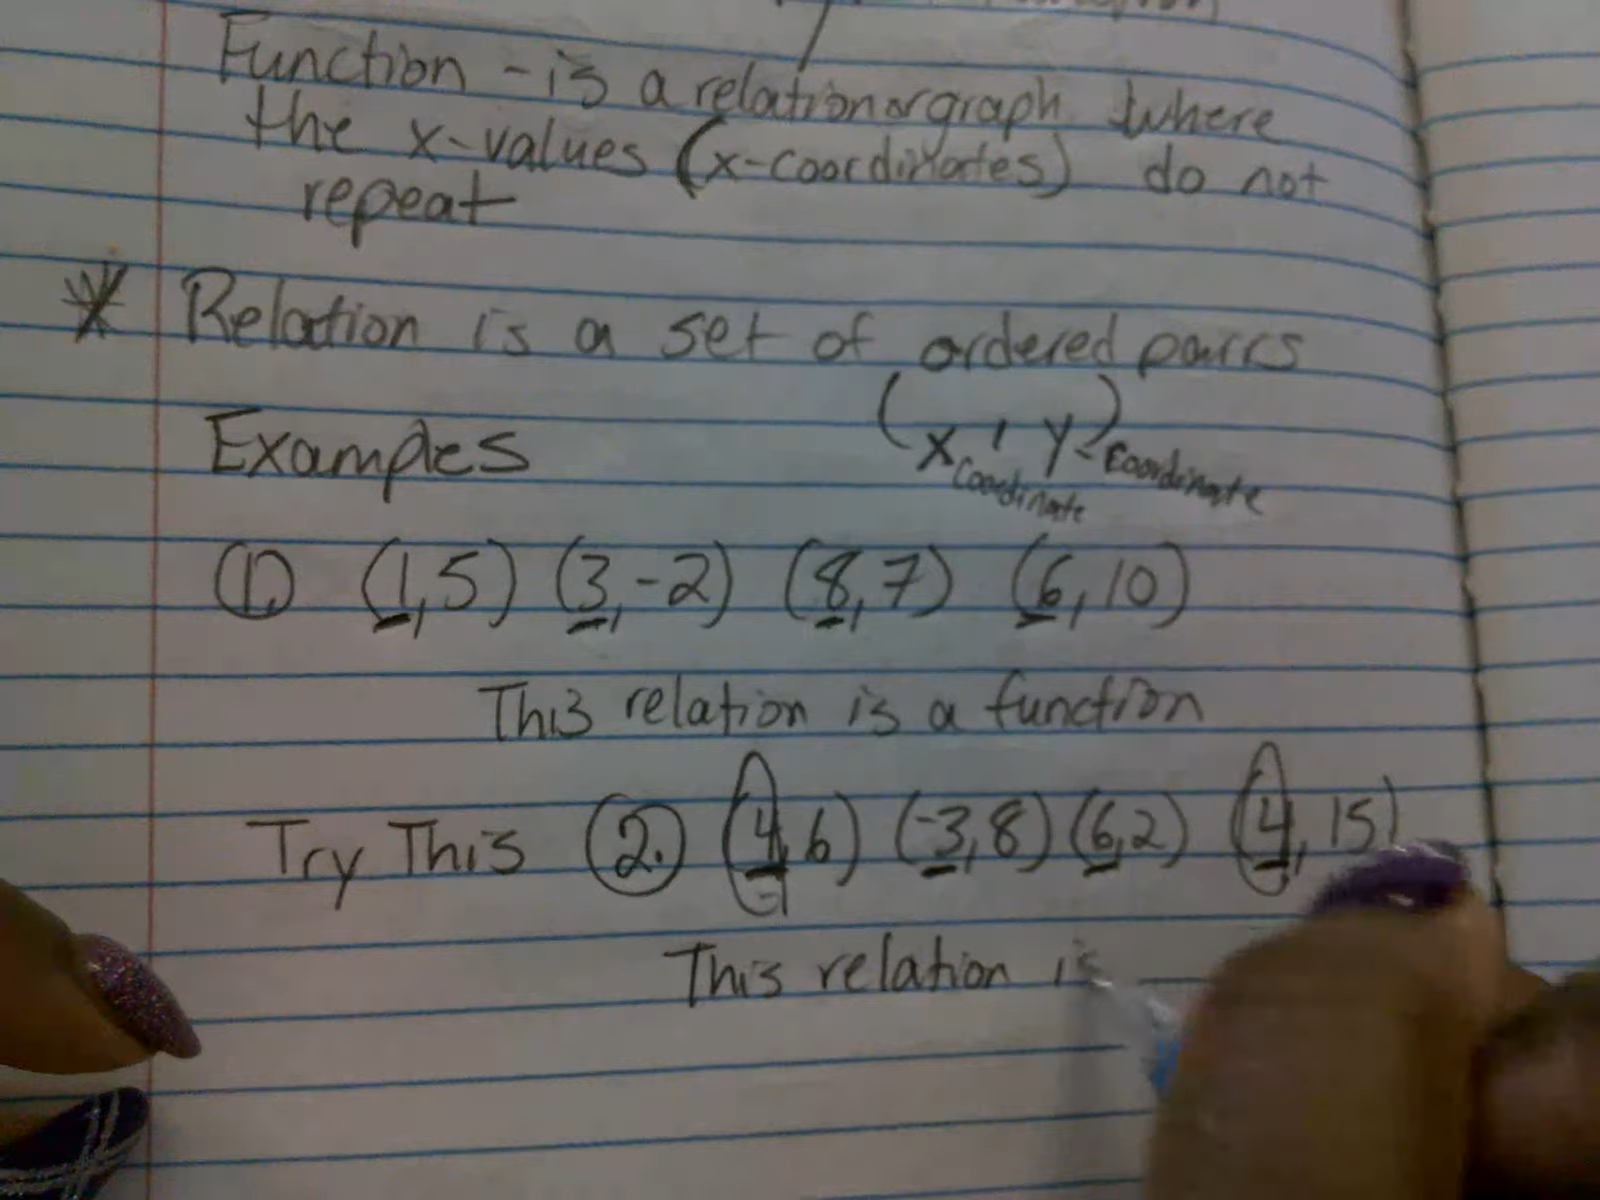 Function - is a relation or graph where
the x-values (x-coordinates) do not
repeat
* Relation is a set of ordered pairs
Examples
(x, y)
coordinate coordinate
1. (1,5) (3,-2) (8,7) (6,10)
This relation is a function
Try This 2. (4,6) (-3,8) (6,2) (4,15)
This relation is